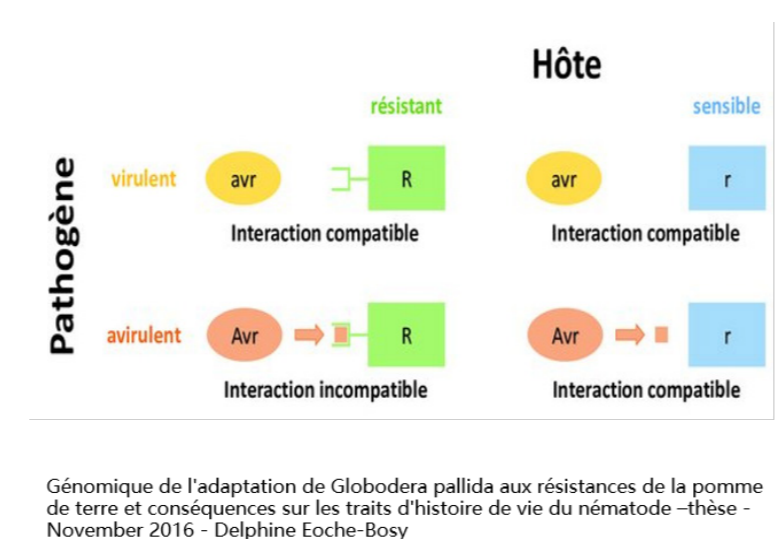 Hôte
résistant
sensible
Pathogène
virulent
avr
R
avr
r
Interaction compatible
Interaction compatible
avirulent
Avr
R
Avr
r
Interaction incompatible
Interaction compatible
Génomique de l'adaptation de Globodera pallida aux résistances de la pomme
de terre et conséquences sur les traits d'histoire de vie du nématode –thèse -
November 2016 - Delphine Eoche-Bosy